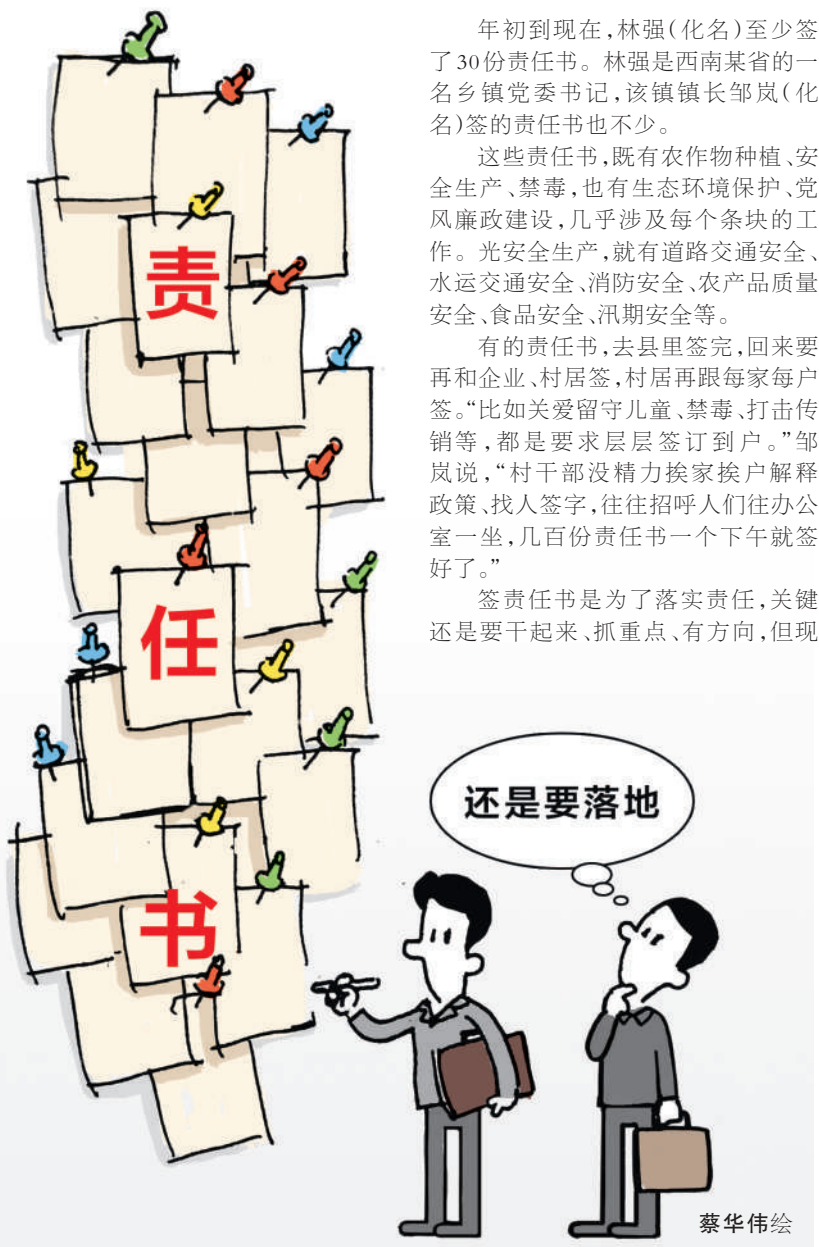 年初到现在,林强(化名)至少签
了30份责任书。林强是西南某省的一
名乡镇党委书记,该镇镇长邹岚(化
名)签的责任书也不少。
这些责任书,既有农作物种植、安
全生产、禁毒,也有生态环境保护、党
风廉政建设,几乎涉及每个条块的工
作。光安全生产,就有道路交通安全、
水运交通安全、消防安全、农产品质量
安全、食品安全、汛期安全等。
有的责任书,去县里签完,回来要
再和企业、村居签,村居再跟每家每户
签。“比如关爱留守儿童、禁毒、打击传
销等,都是要求层层签订到户。”邹
岚说,“村干部没精力挨家挨户解释
政策、找人签字,往往招呼人们往办公
室一坐,几百份责任书一个下午就签
好了。”
签责任书是为了落实责任,关键
还是要干起来、抓重点、有方向,但现
责
任
书
还是要落地
蔡华伟绘